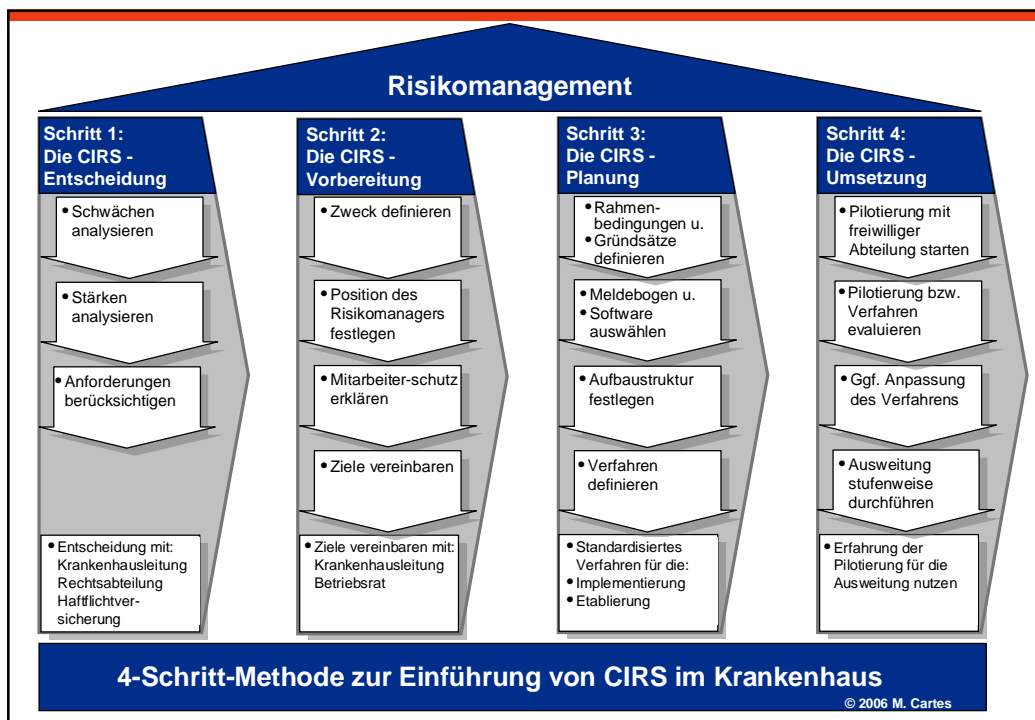 Risikomanagement
Schritt 1:
Die CIRS -
Entscheidung
• Schwächen
analysieren
• Stärken
analysieren
• Anforderungen
berücksichtigen
• Entscheidung mit:
Krankenhausleitung
Rechtsabteilung
Haftflichtver-
sicherung
Schritt 2:
Die CIRS -
Vorbereitung
• Zweck definieren
• Position des
Risikomanagers
festlegen
• Mitarbeiter-schutz
erklären
• Ziele vereinbaren
• Ziele vereinbaren mit:
Krankenhausleitung
Betriebsrat
Schritt 3:
Die CIRS -
Planung
• Rahmen-
bedingungen u.
• Gründsätze
definieren
• Meldebogen u.
• Software
auswählen
• Aufbaustruktur
festlegen
• Verfahren
definieren
• Standardisiertes
Verfahren für die:
• Implementierung
• Etablierung
Schritt 4:
Die CIRS -
Umsetzung
• Pilotierung mit
freiwilliger
Abteilung starten
• Pilotierung bzw.
Verfahren
evaluieren
• Ggf. Anpassung
des Verfahrens
• Ausweitung
stufenweise
durchführen
• Erfahrung der
Pilotierung für die
Ausweitung nutzen
4-Schritt-Methode zur Einführung von CIRS im Krankenhaus
© 2006 M. Cartes